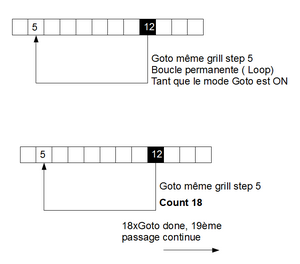 5 12
Goto même grill step 5
Boucle permanente ( Loop)
Tant que le mode Goto est ON
5 12
Goto même grill step 5
Count 18
18xGoto done, 19ème
passage continue